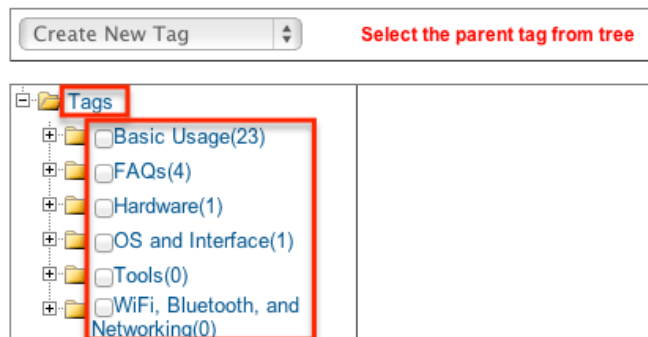 Create New Tag
Select the parent tag from tree
Tags
Basic Usage(23)
FAQs(4)
Hardware(1)
OS and Interface(1)
Tools(0)
WiFi, Bluetooth, and
Networking(0)